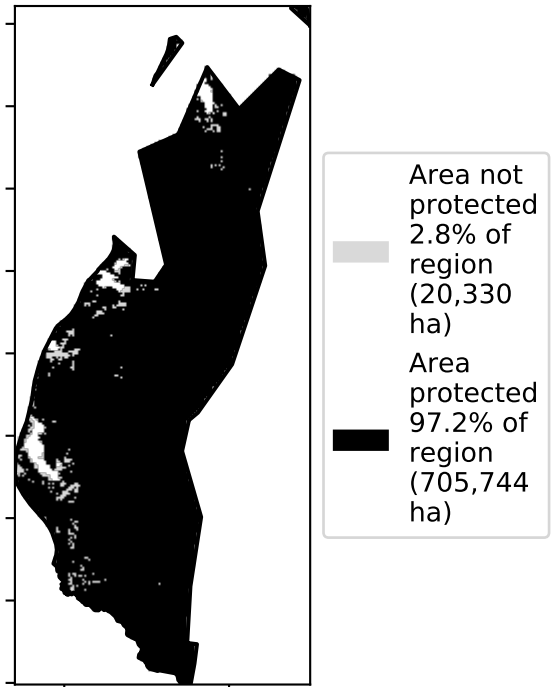 Area not
protected
2.8% of
region
(20,330
ha)
Area
protected
97.2% of
region
(705,744
ha)